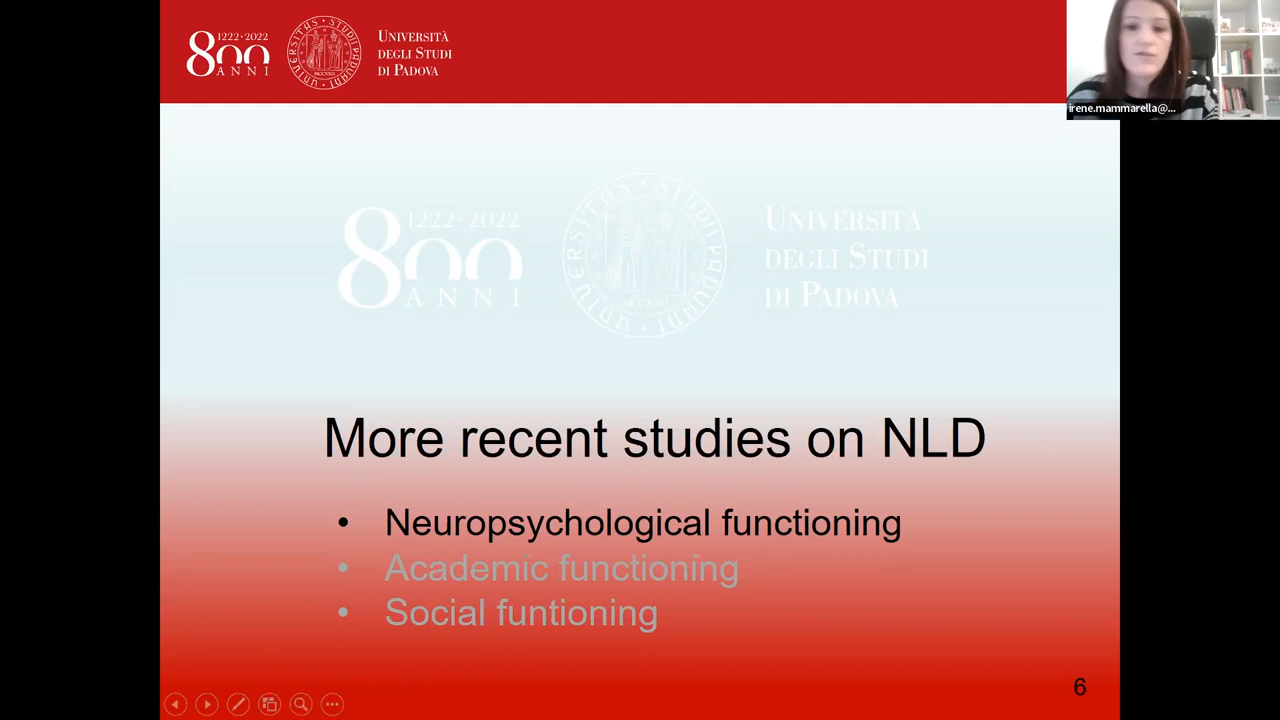 1222·2022
800
ANNI
UNIVERSITÀ
DEGLI STUDI
DI PADOVA
irene.mammarella@...
1222·2022
800
ANNI
UNIVERSITÀ
DEGLI STUDI
DI PADOVA
More recent studies on NLD
• Neuropsychological functioning
• Academic functioning
• Social funtioning
6